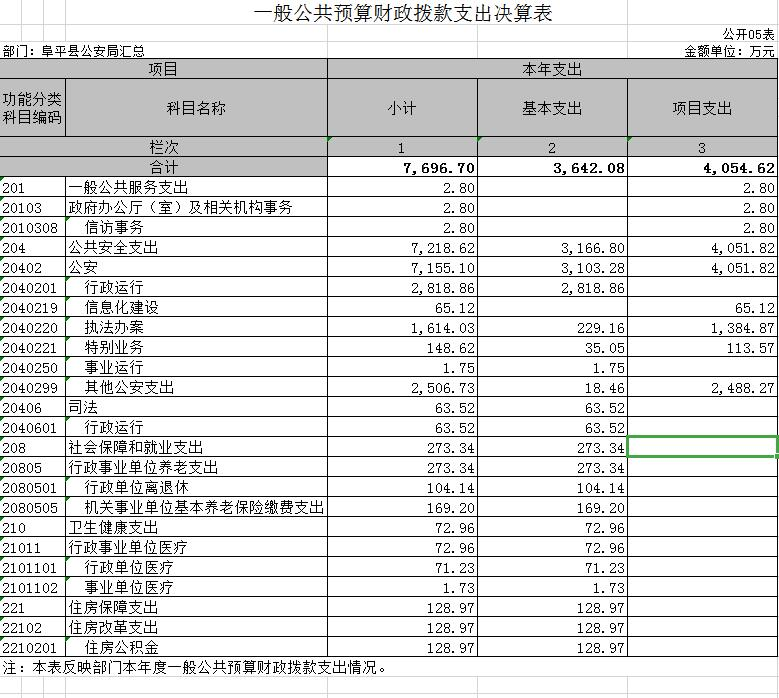 一般公共预算财政拨款支出决算表
公开05表
部门：阜平县公安局汇总 金额单位：万元
项目 本年支出
功能分类科目编码 科目名称 小计 基本支出 项目支出
栏次 1 2 3
合计 7,696.70 3,642.08 4,054.62
201 一般公共服务支出 2.80 2.80
20103 政府办公厅（室）及相关机构事务 2.80 2.80
2010308 信访事务 2.80 2.80
204 公共安全支出 7,218.62 3,166.80 4,051.82
20402 公安 7,155.10 3,103.28 4,051.82
2040201 行政运行 2,818.86 2,818.86
2040219 信息化建设 65.12 65.12
2040220 执法办案 1,614.03 229.16 1,384.87
2040221 特别业务 148.62 35.05 113.57
2040250 事业运行 1.75 1.75
2040299 其他公安支出 2,506.73 18.46 2,488.27
20406 司法 63.52 63.52
2040601 行政运行 63.52 63.52
208 社会保障和就业支出 273.34 273.34
20805 行政事业单位养老支出 273.34 273.34
2080501 行政单位离退休 104.14 104.14
2080505 机关事业单位基本养老保险缴费支出 169.20 169.20
210 卫生健康支出 72.96 72.96
21011 行政事业单位医疗 72.96 72.96
2101101 行政单位医疗 71.23 71.23
2101102 事业单位医疗 1.73 1.73
221 住房保障支出 128.97 128.97
22102 住房改革支出 128.97 128.97
2210201 住房公积金 128.97 128.97
注：本表反映部门本年度一般公共预算财政拨款支出情况。